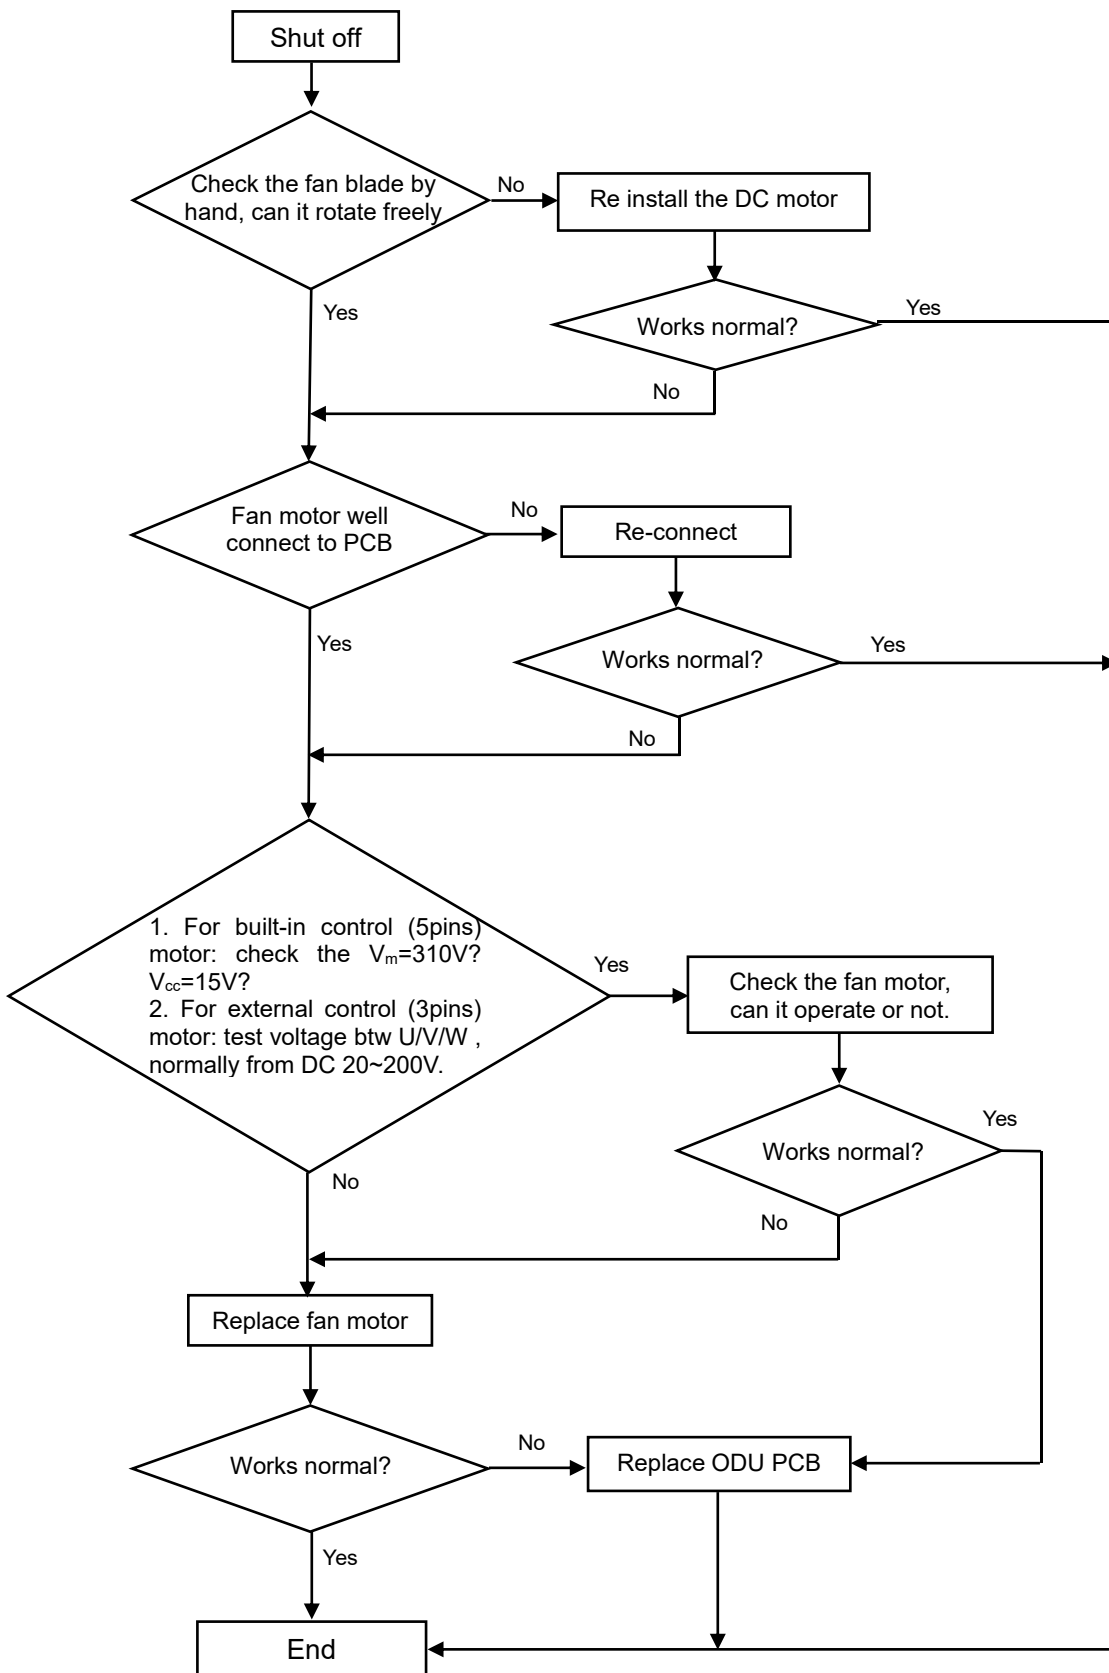 Shut off
Check the fan blade by
hand, can it rotate freely
No
Re install the DC motor
Yes
Works normal?
Yes
No
Fan motor well
connect to PCB
No
Re-connect
Yes
Works normal?
Yes
No
1. For built-in control (5pins)
motor: check the Vm=310V?
Vcc=15V?
2. For external control (3pins)
motor: test voltage btw U/V/W ,
normally from DC 20~200V.
Yes
Check the fan motor,
can it operate or not.
Works normal?
Yes
No
No
Replace fan motor
Works normal?
No
Replace ODU PCB
Yes
End